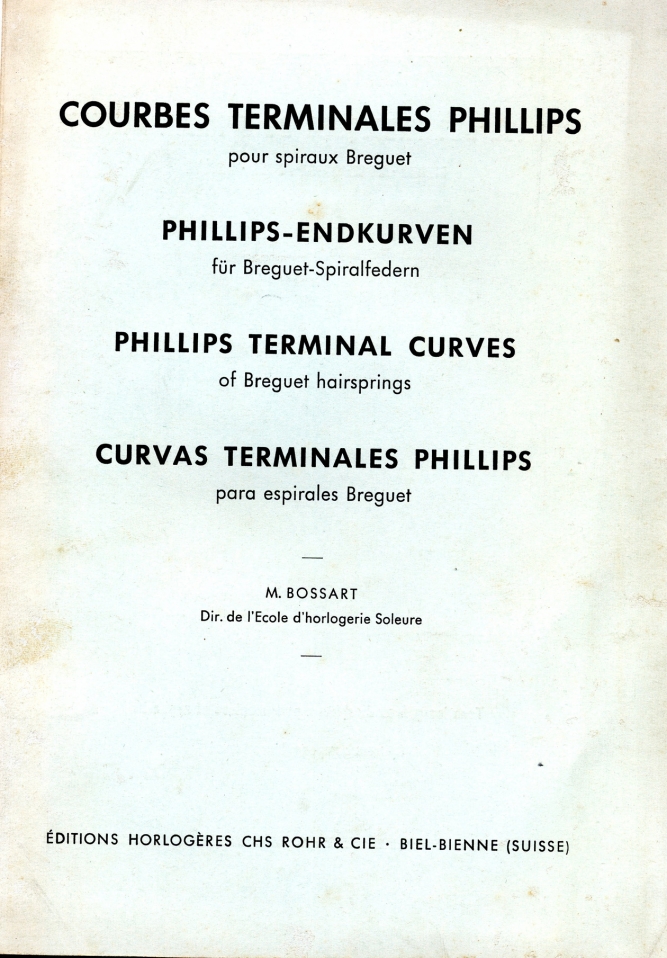 COURBES TERMINALES PHILLIPS
pour spiraux Breguet
PHILLIPS-ENDKURVEN
für Breguet-Spiralfedern
PHILLIPS TERMINAL CURVES
of Breguet hairsprings
CURVAS TERMINALES PHILLIPS
para espirales Breguet
M. BOSSART
Dir. de l'Ecole d'horlogerie Soleure
ÉDITIONS HORLOGÈRES CHS ROHR & CIE · BIEL-BIENNE (SUISSE)